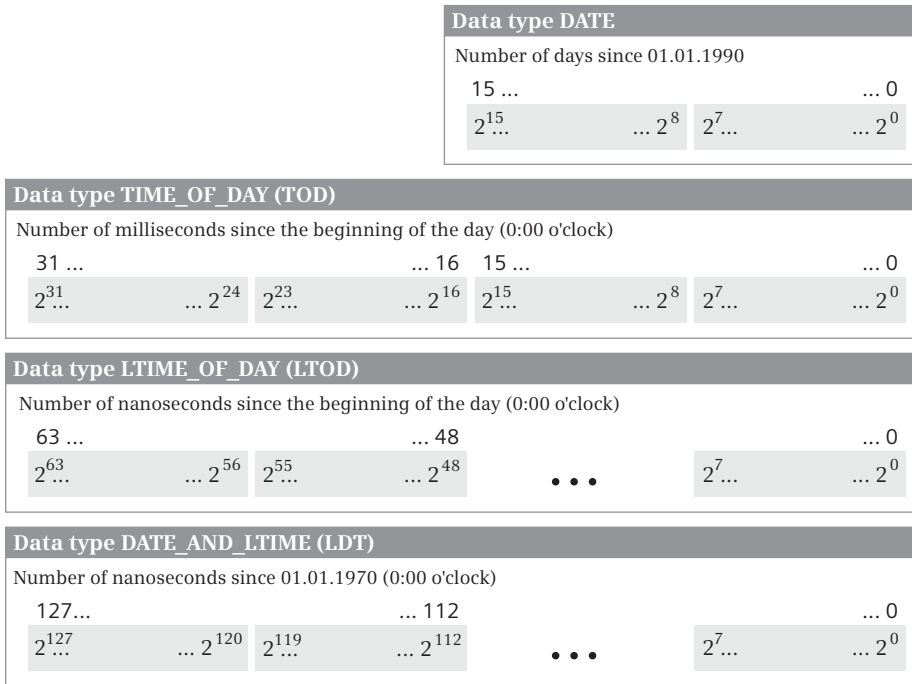 Data type DATE
Number of days since 01.01.1990
15 ... ... 0
2^15... ... 2^8 2^7... ... 2^0
Data type TIME_OF_DAY (TOD)
Number of milliseconds since the beginning of the day (0:00 o'clock)
31 ... ... 16 15 ... ... 0
2^31... ... 2^24 2^23... ... 2^16 2^15... ... 2^8 2^7... ... 2^0
Data type LTIME_OF_DAY (LTOD)
Number of nanoseconds since the beginning of the day (0:00 o'clock)
63 ... ... 48 ... 0
2^63... ... 2^56 2^55... ... 2^48 ... 2^7... ... 2^0
Data type DATE_AND_LTIME (LDT)
Number of nanoseconds since 01.01.1970 (0:00 o'clock)
127... ... 112 ... 0
2^127... ... 2^120 2^119... ... 2^112 ... 2^7... ... 2^0